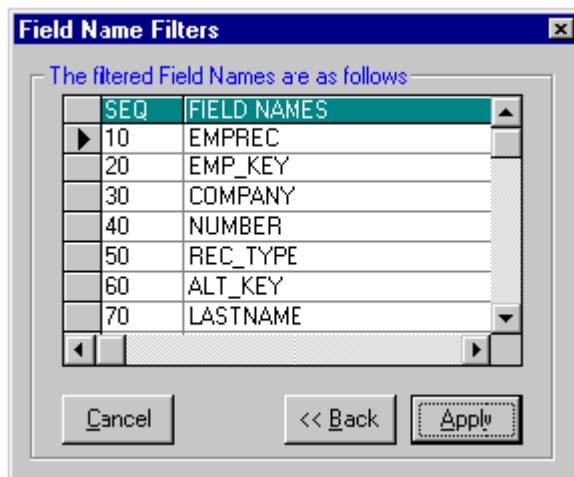 Field Name Filters
The filtered Field Names are as follows
SEQ FIELD NAMES
10 EMPREC
20 EMP_KEY
30 COMPANY
40 NUMBER
50 REC_TYPE
60 ALT_KEY
70 LASTNAME
Cancel << Back Apply